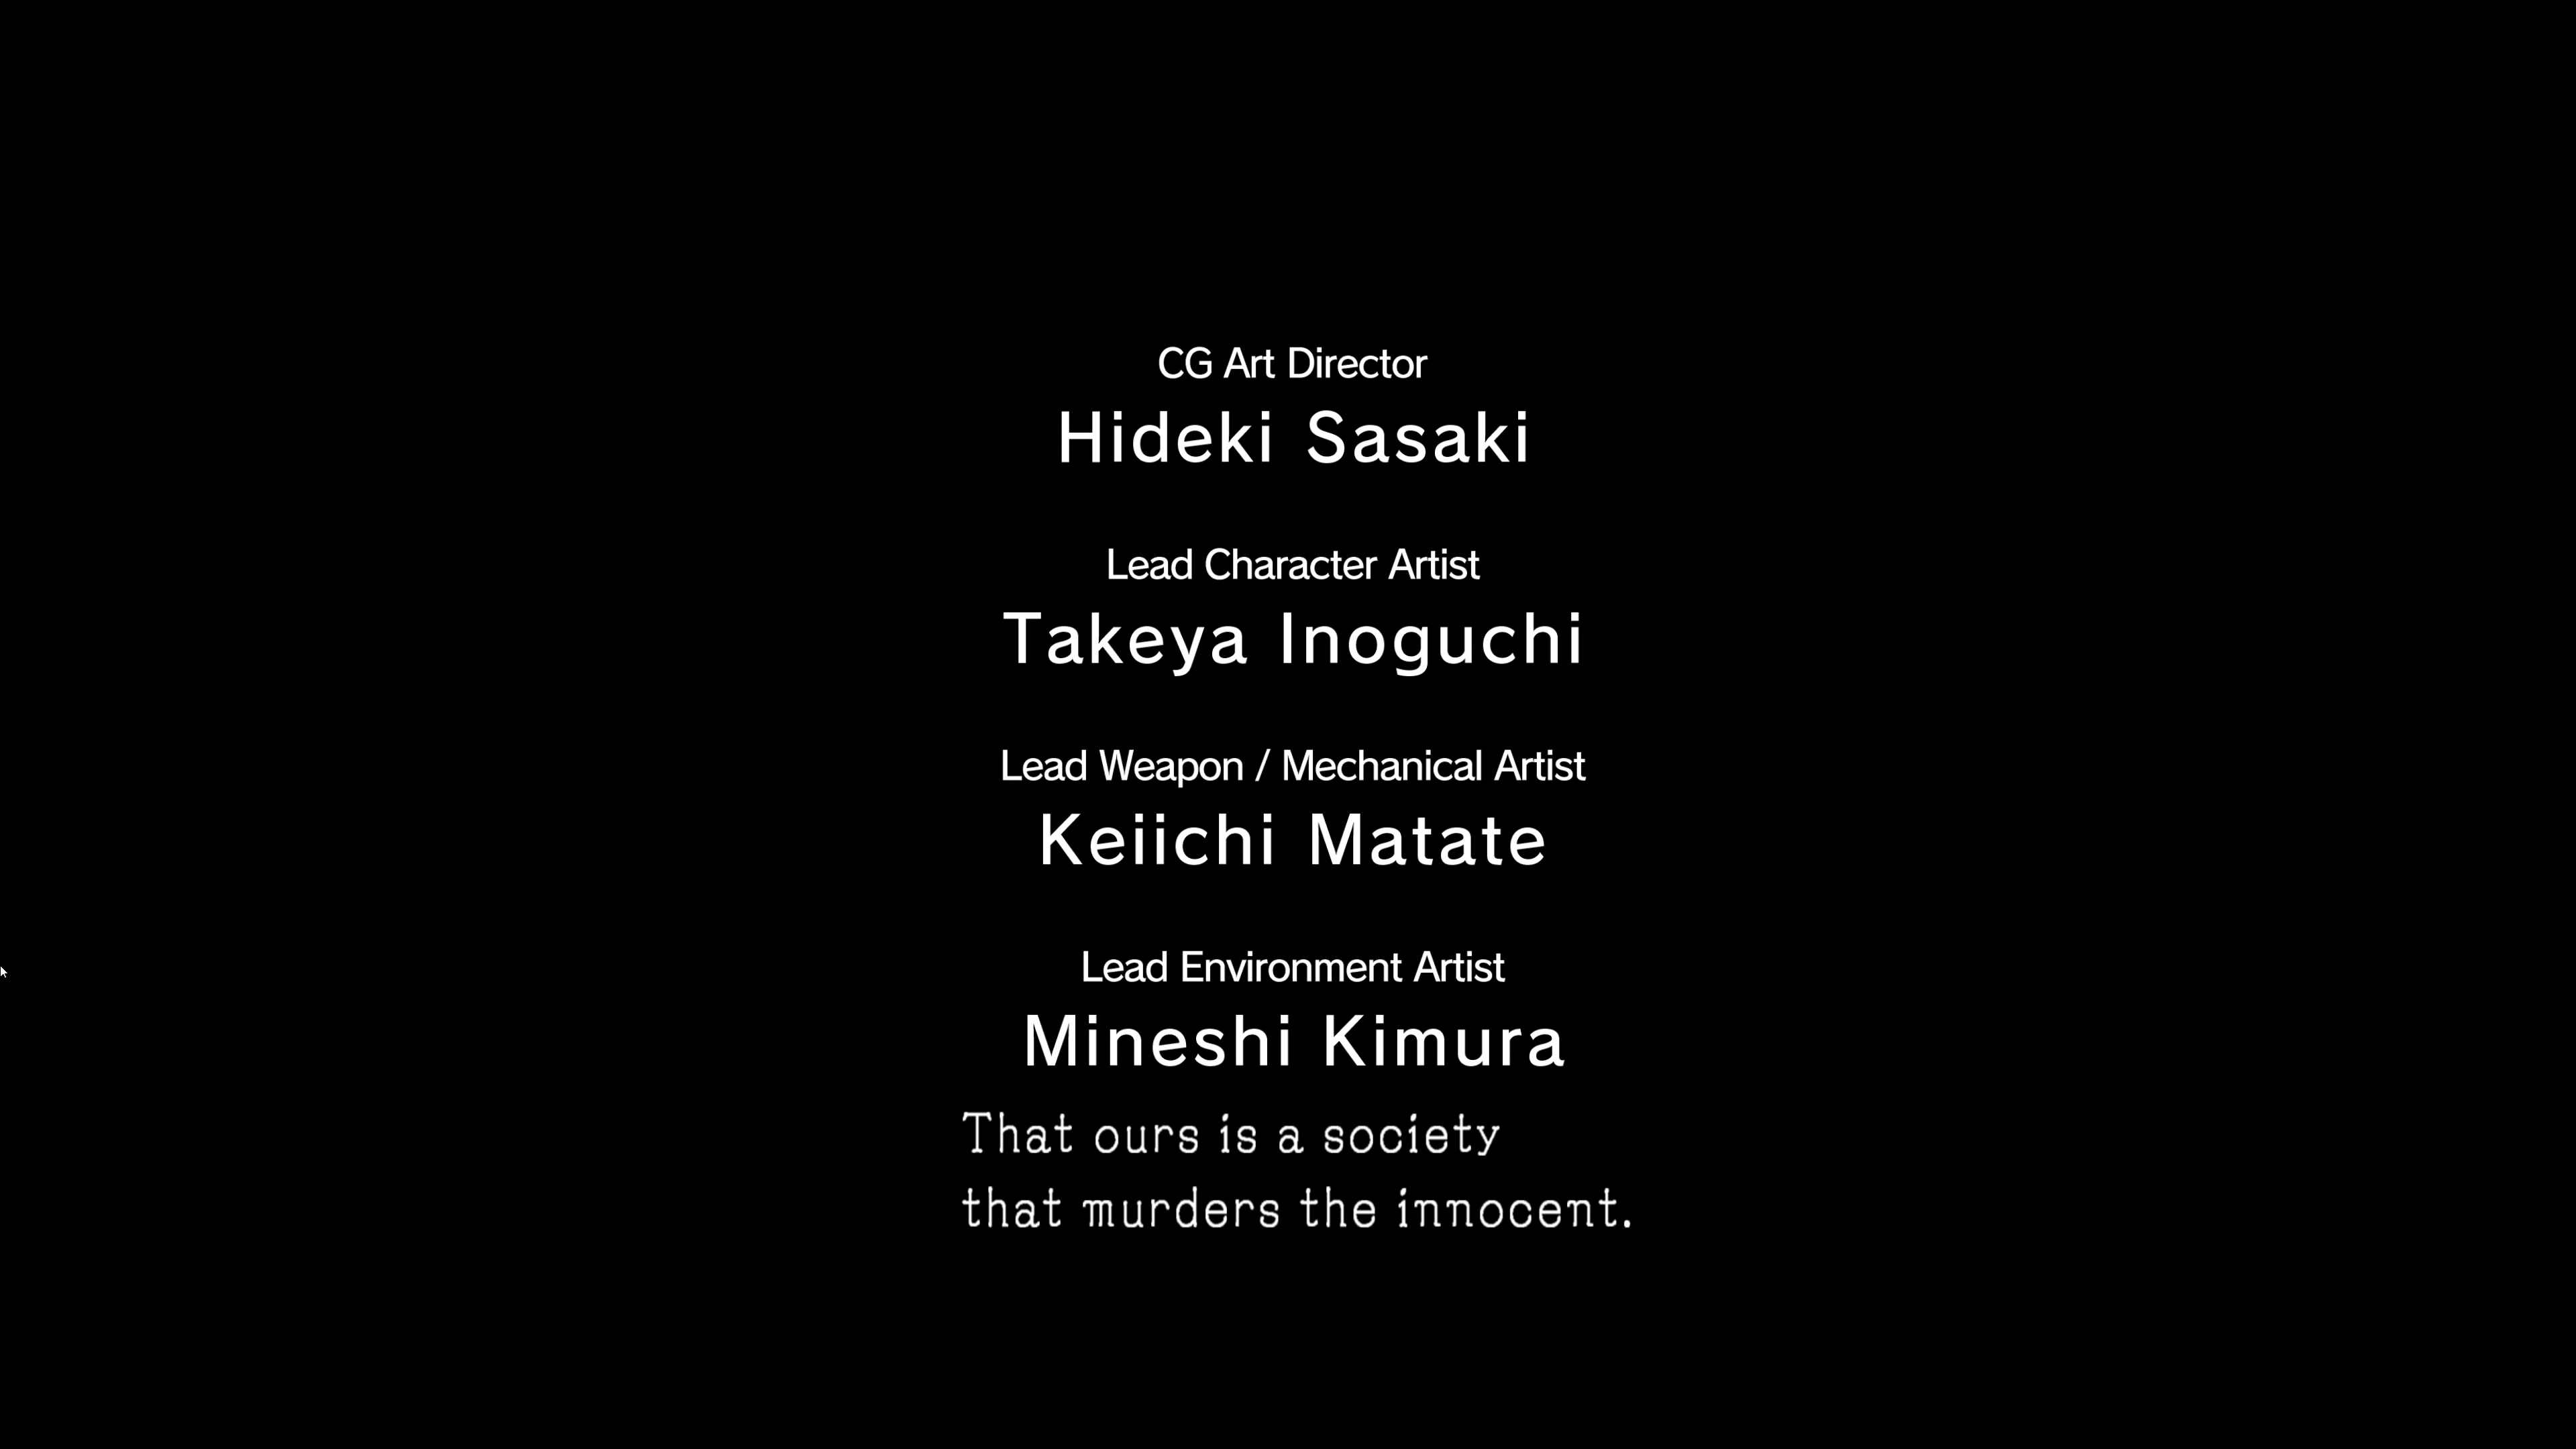 CG Art Director
Hideki Sasaki
Lead Character Artist
Takeya Inoguchi
Lead Weapon / Mechanical Artist
Keiichi Matate
Lead Environment Artist
Mineshi Kimura
That ours is a society
that murders the innocent.